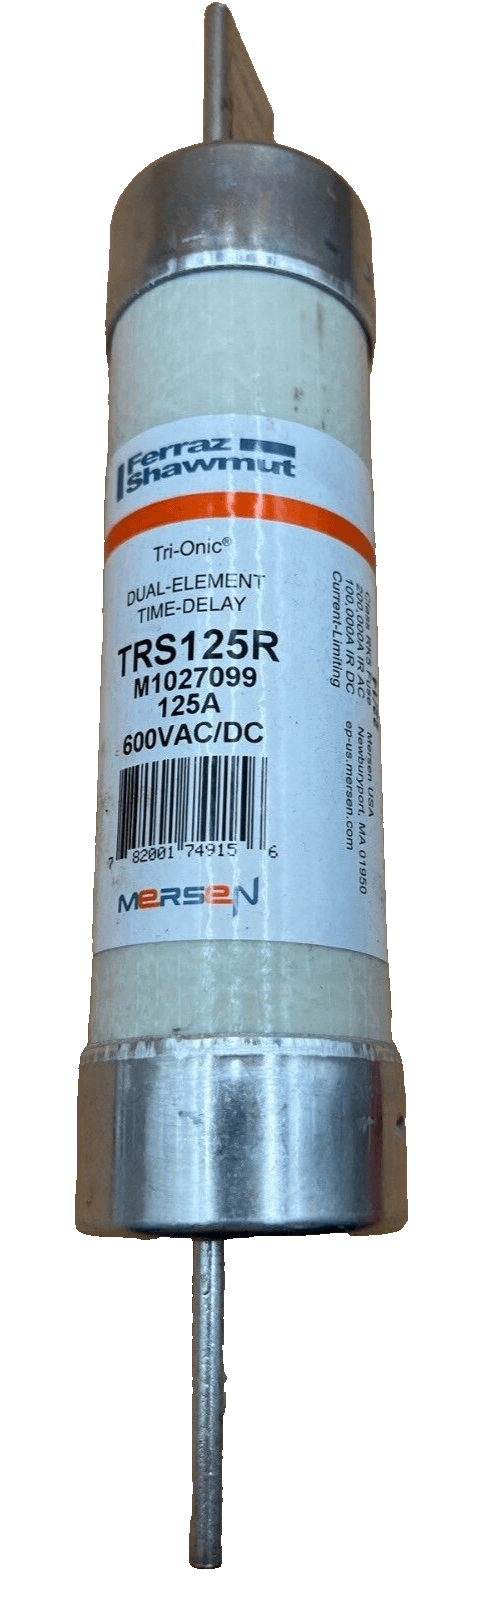 Ferraz
Shawmut
Tri-Onic®
DUAL-ELEMENT
TIME-DELAY
TRS125R
M1027099
125A
600VAC/DC
7 82001 74915 6
MERSEN
Class RK5 Fuse
200,000A IR AC
100,000A IR DC
Current-Limiting
Mersen USA
Newburyport, MA 01950
ep-us.mersen.com